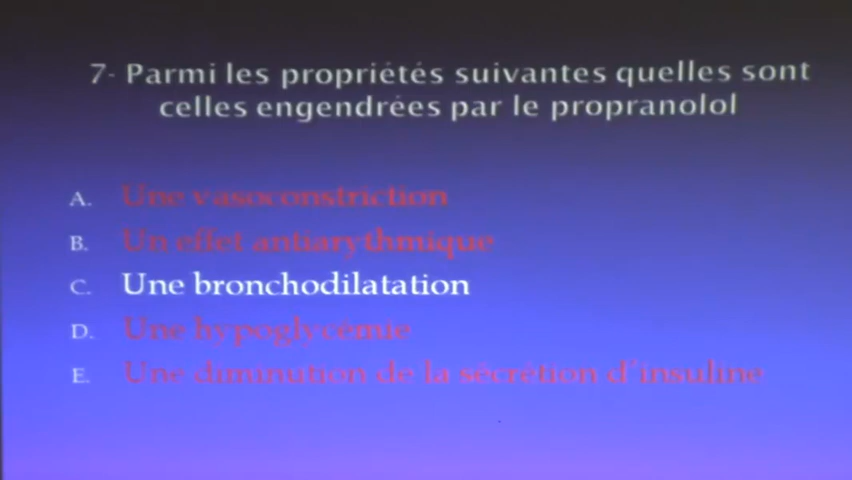 7- Parmi les propriétés suivantes quelles sont
celles engendrées par le propranolol
A. Une vasoconstriction
B. Un effet antiarythmique
C. Une bronchodilatation
D. Une hypoglycémie
E. Une diminution de la sécrétion d'insuline